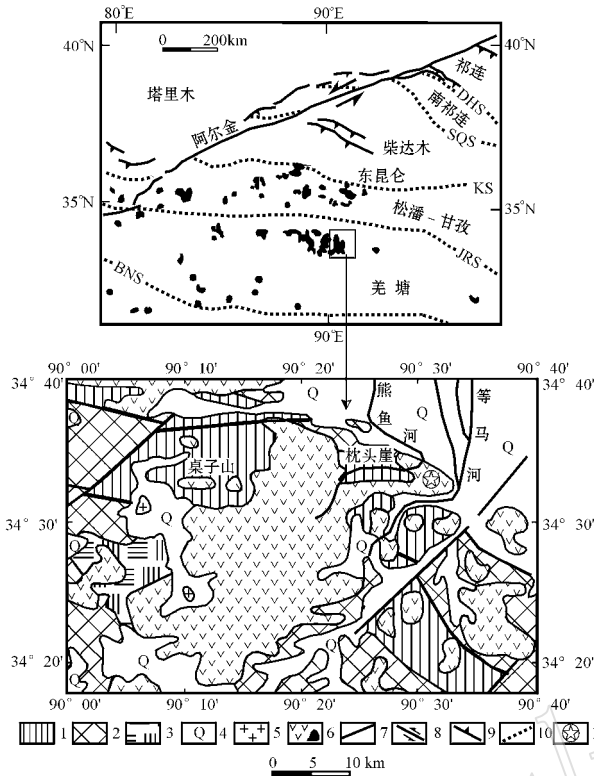 80°E 90°E
40°N 40°N
0 200km
塔里木
阿尔金
祁连
DHS
南祁连
SQS
柴达木
东昆仑
KS
35°N 35°N
松潘-甘孜
JRS
BNS
羌 塘
90°E
90° 00' 90° 10' 90° 20' 90° 30' 90° 40'
34° 40' 34° 40'
Q Q Q Q Q
熊鱼河
等马河
枕头崖
桌子山
34° 30' 34° 30'
Q Q Q
Q Q
34° 20' 34° 20'
Q Q Q
90° 00' 90° 10' 90° 20' 90° 30' 90° 40'
1 2 3 Q 4 5 6 7 8 9 10
0 5 10 km